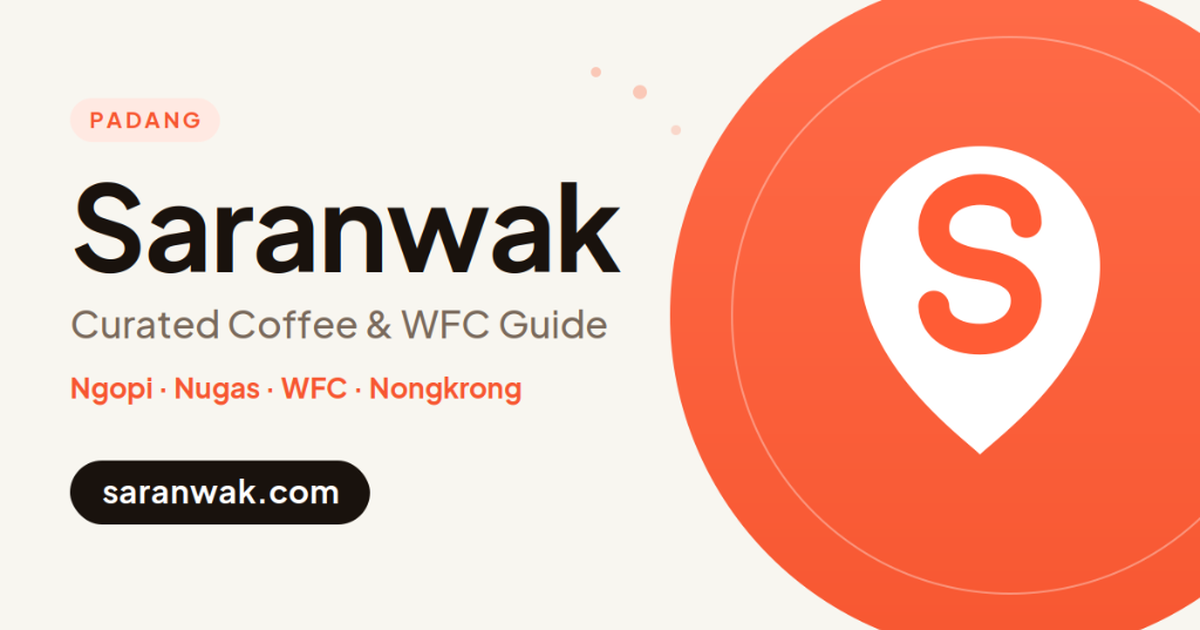 PADANG
Saranwak
Curated Coffee & WFC Guide
Ngopi · Nugas · WFC · Nongkrong
saranwak.com
S